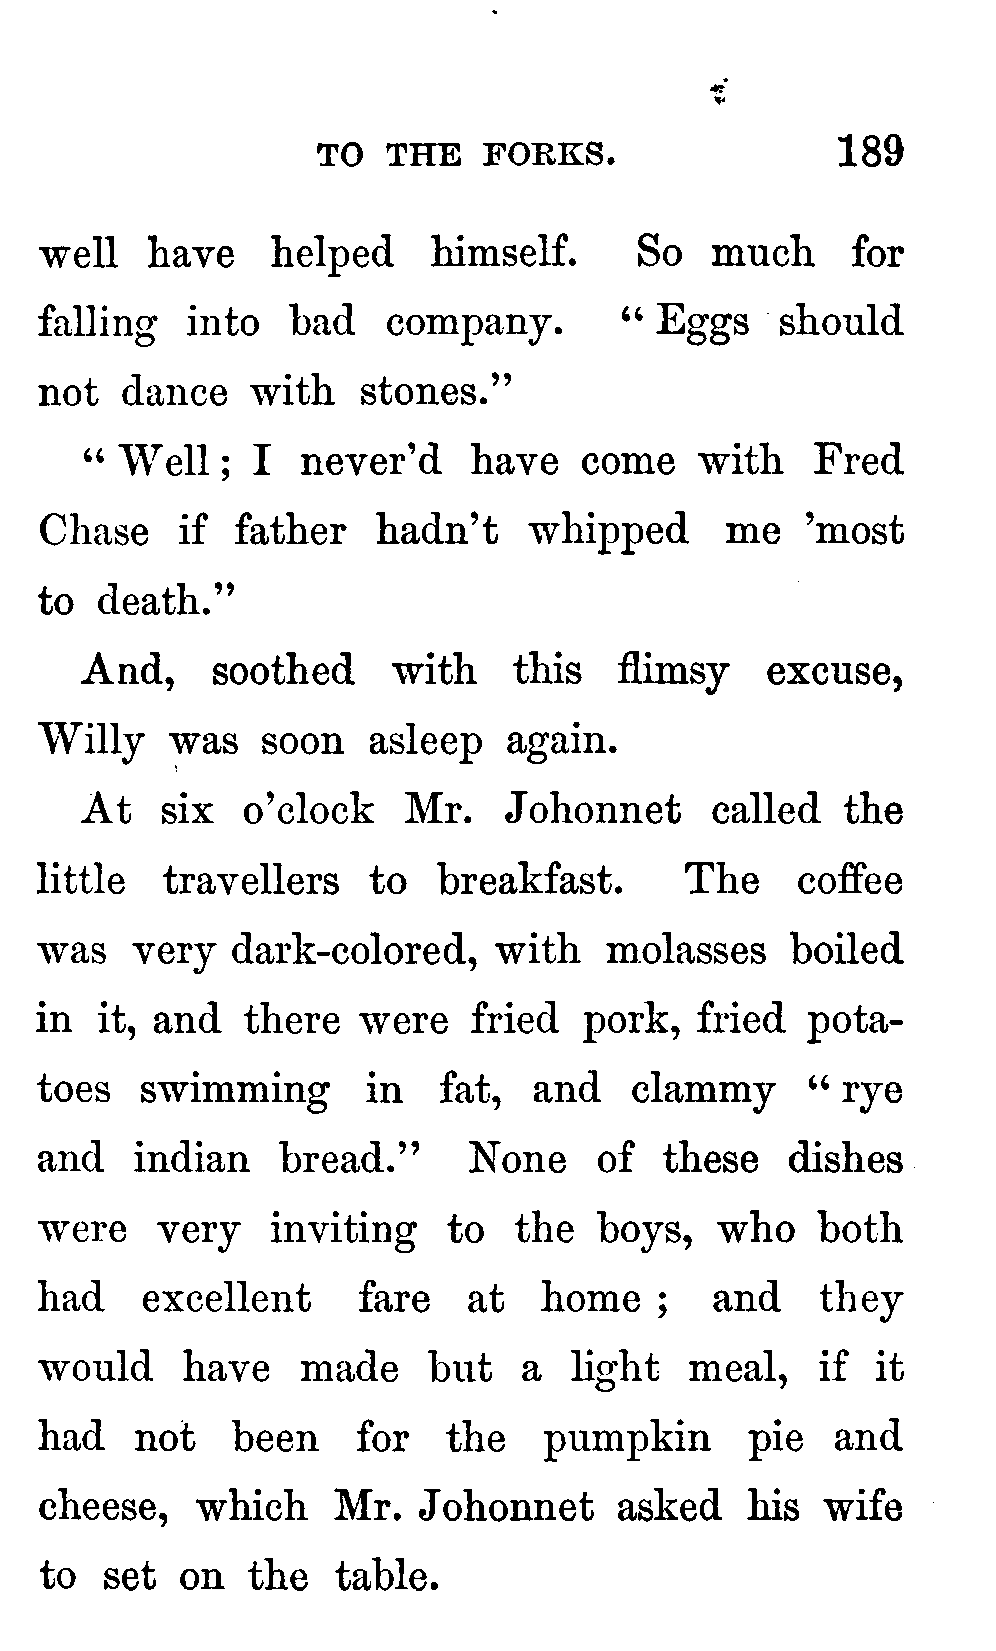 TO THE FORKS. 189
well have helped himself. So much for
falling into bad company. “Eggs should
not dance with stones.”
“Well; I never’d have come with Fred
Chase if father hadn’t whipped me ’most
to death.”
And, soothed with this flimsy excuse,
Willy was soon asleep again.
At six o’clock Mr. Johonnet called the
little travellers to breakfast. The coffee
was very dark-colored, with molasses boiled
in it, and there were fried pork, fried pota-
toes swimming in fat, and clammy “rye
and indian bread.” None of these dishes
were very inviting to the boys, who both
had excellent fare at home; and they
would have made but a light meal, if it
had not been for the pumpkin pie and
cheese, which Mr. Johonnet asked his wife
to set on the table.